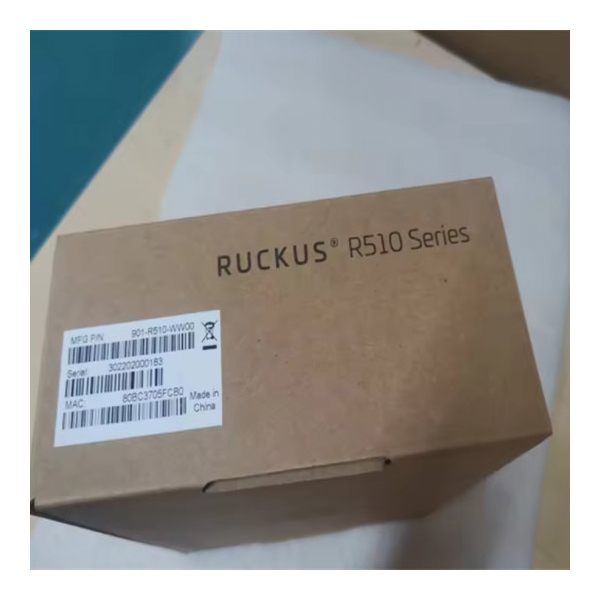 RUCKUS® R510 Series
MFG P/N: 901-R510-WW00
Serial: 302202000183
MAC: 80BC3705FCB0
Made in
China